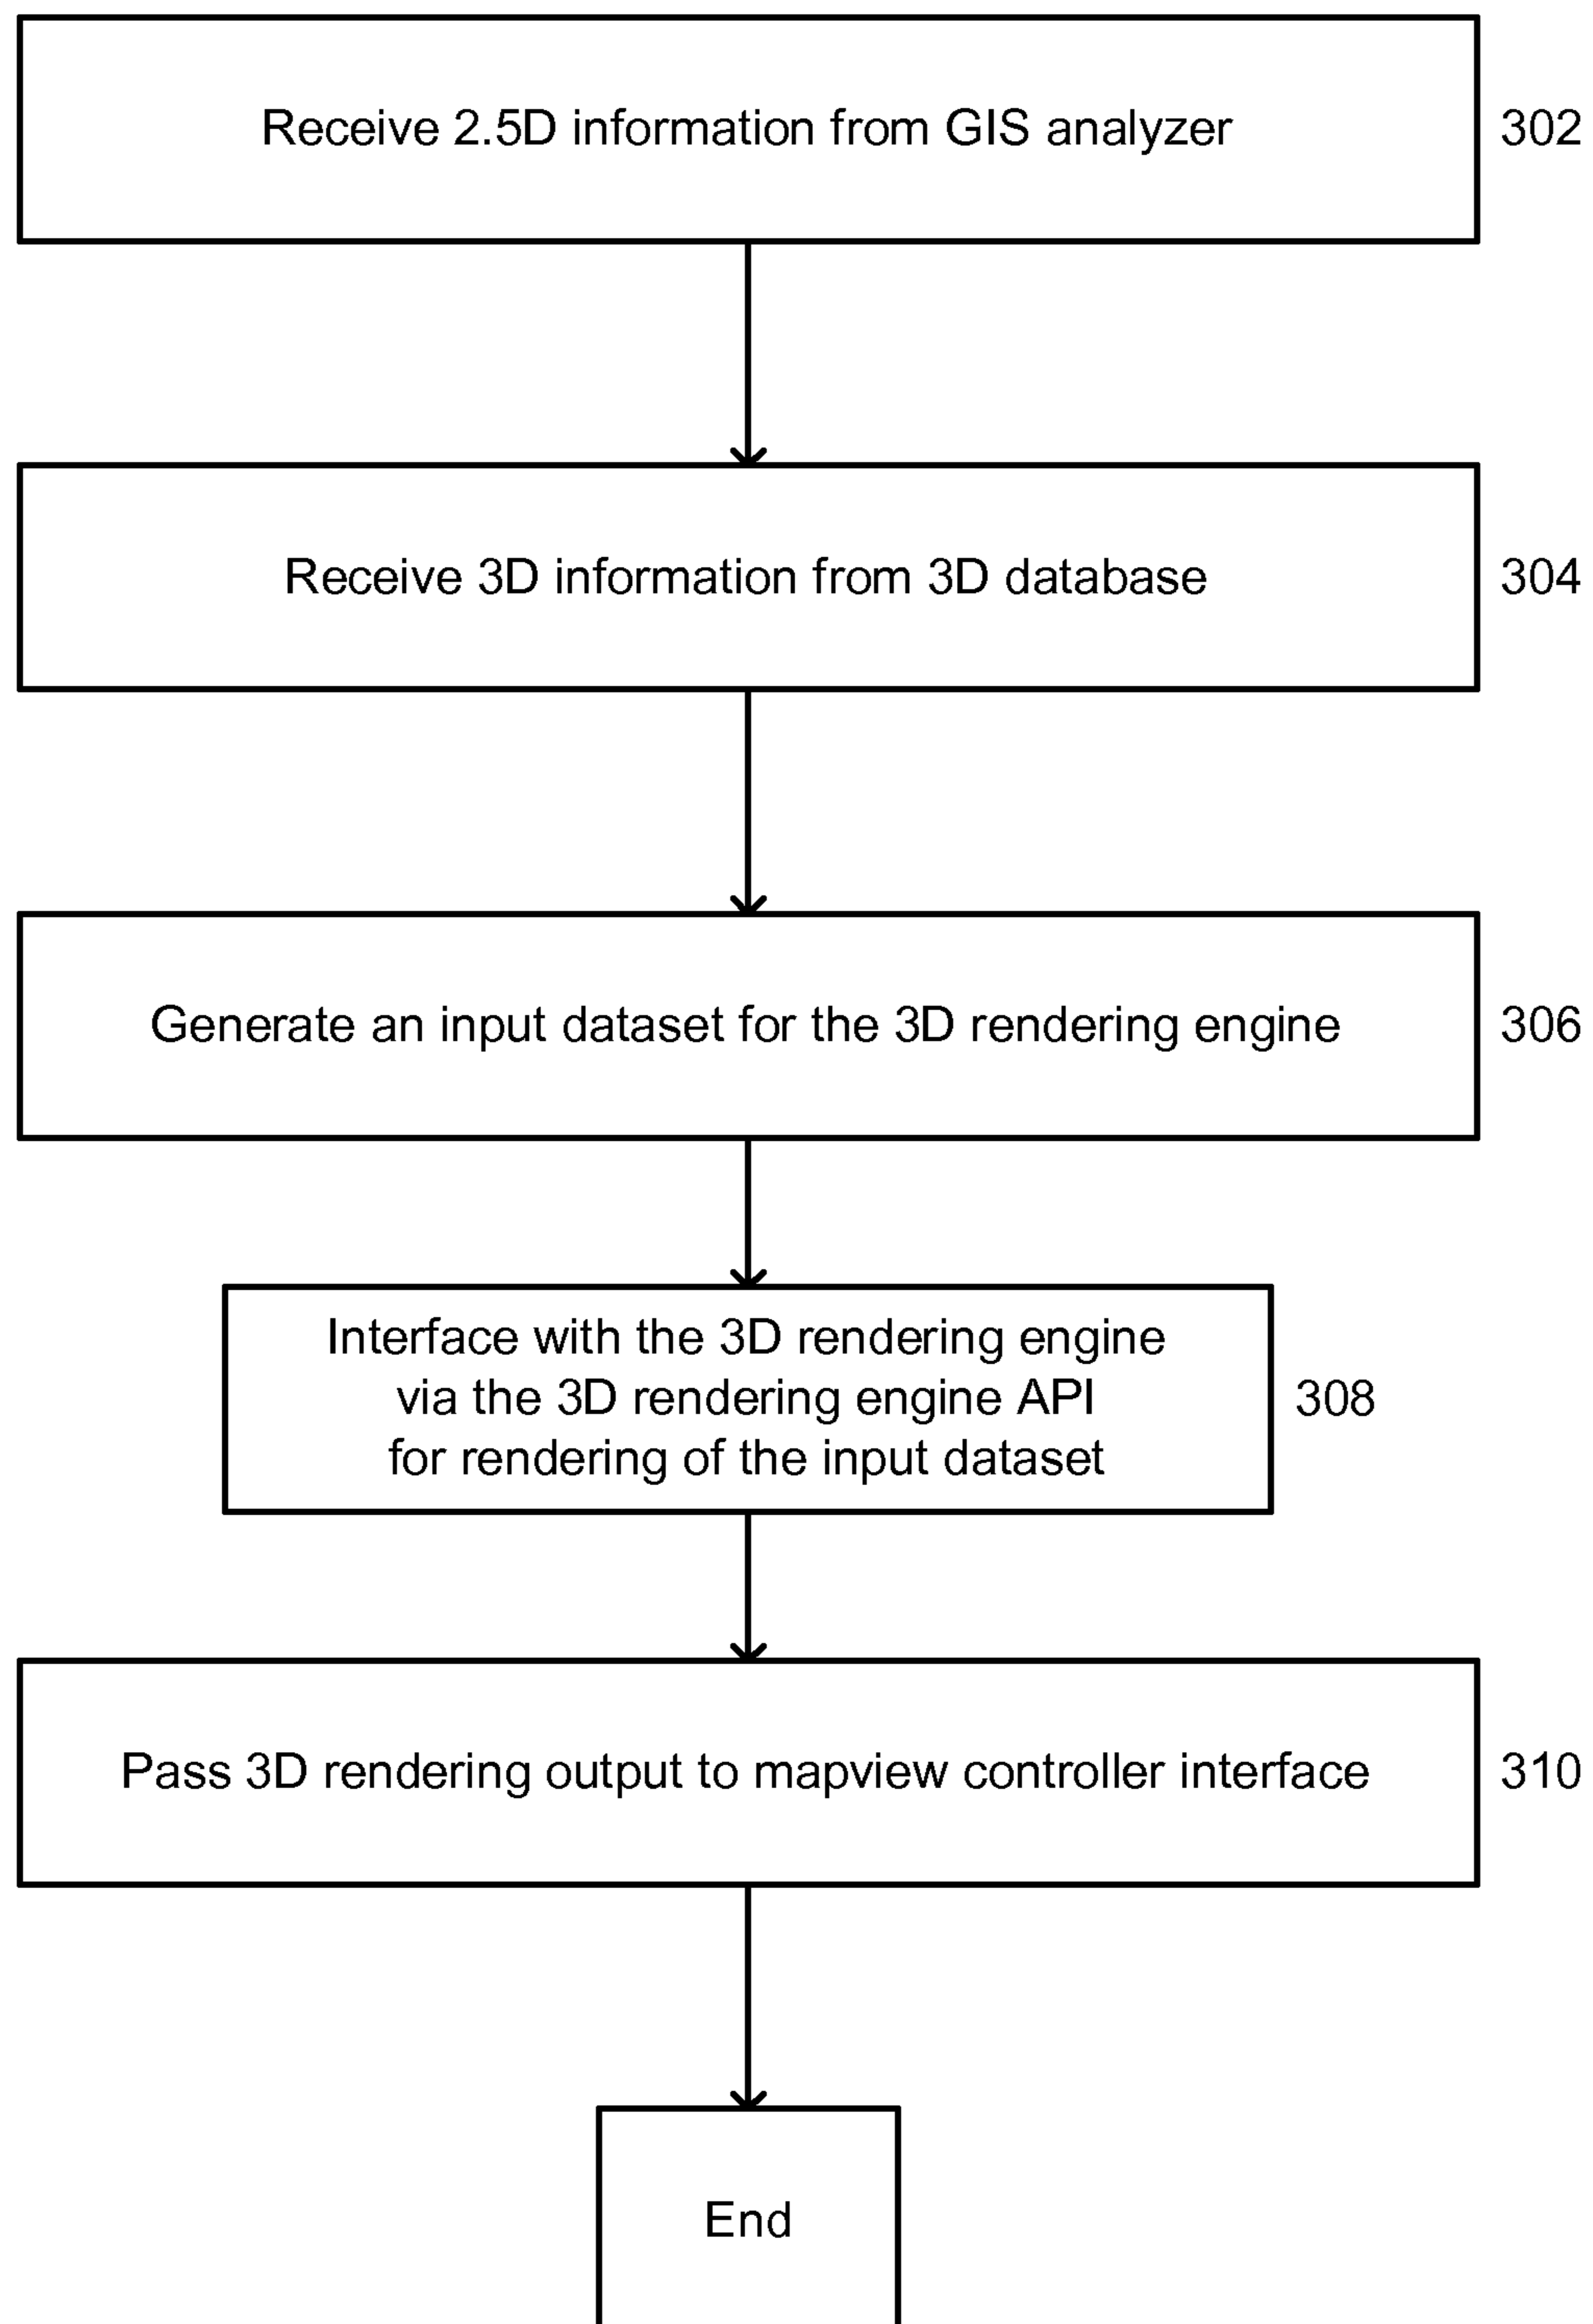 Receive 2.5D information from GIS analyzer
302
Receive 3D information from 3D database
304
Generate an input dataset for the 3D rendering engine
306
Interface with the 3D rendering engine
via the 3D rendering engine API
for rendering of the input dataset
308
Pass 3D rendering output to mapview controller interface
310
End